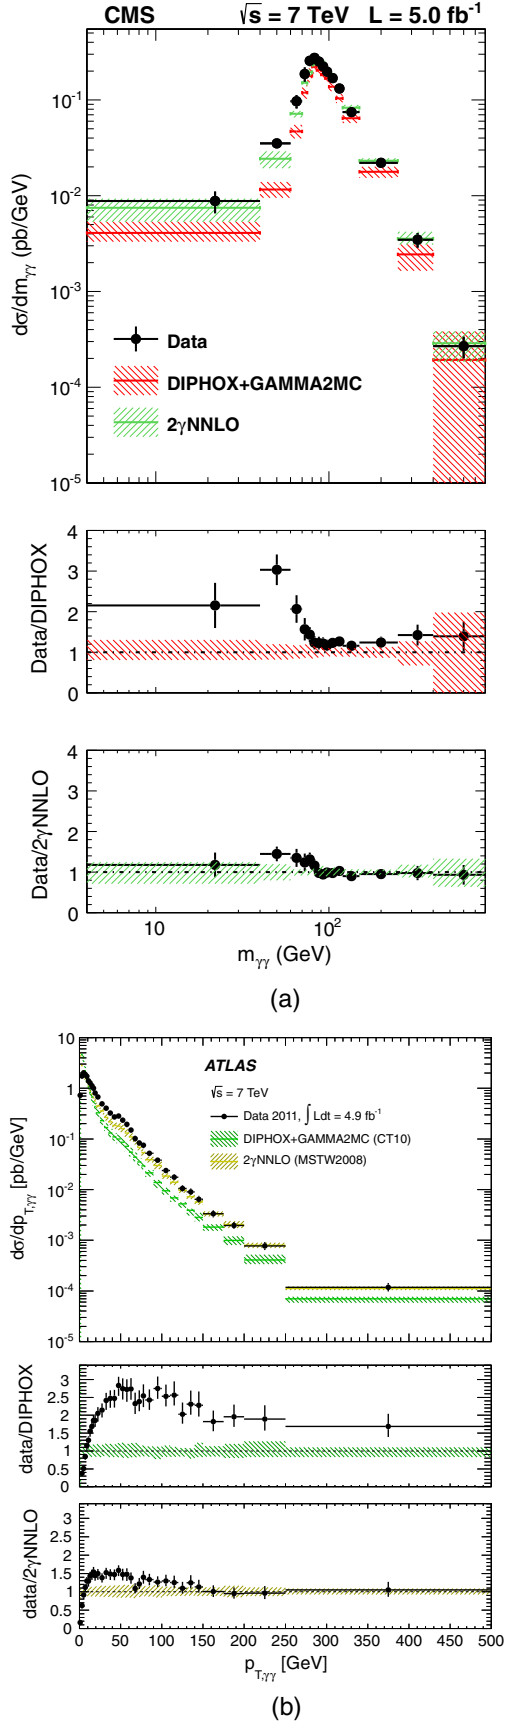 CMS √s = 7 TeV L = 5.0 fb⁻¹
dσ/dmγγ (pb/GeV)
10⁻¹
10⁻²
10⁻³
10⁻⁴
10⁻⁵
Data
DIPHOX+GAMMA2MC
2γNNLO
Data/DIPHOX
4
3
2
1
0
Data/2γNNLO
4
3
2
1
0
10 10²
mγγ (GeV)
(a)
dσ/dpT,γγ [pb/GeV]
10
1
10⁻¹
10⁻²
10⁻³
10⁻⁴
10⁻⁵
ATLAS
√s = 7 TeV
Data 2011, ∫ Ldt = 4.9 fb⁻¹
DIPHOX+GAMMA2MC (CT10)
2γNNLO (MSTW2008)
data/DIPHOX
3
2.5
2
1.5
1
0.5
0
data/2γNNLO
3
2.5
2
1.5
1
0.5
0
0 50 100 150 200 250 300 350 400 450 500
pT,γγ [GeV]
(b)